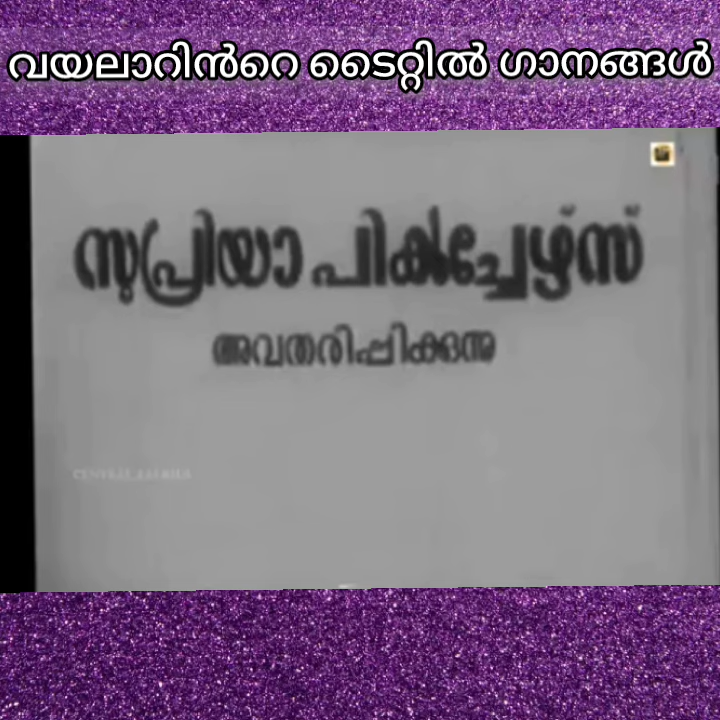 വയലാറിൻറെ ടൈറ്റിൽ ഗാനങ്ങൾ
സുപ്രിയാ പിക്ച്ചേഴ്സ്
അവതരിപ്പിക്കുന്നു